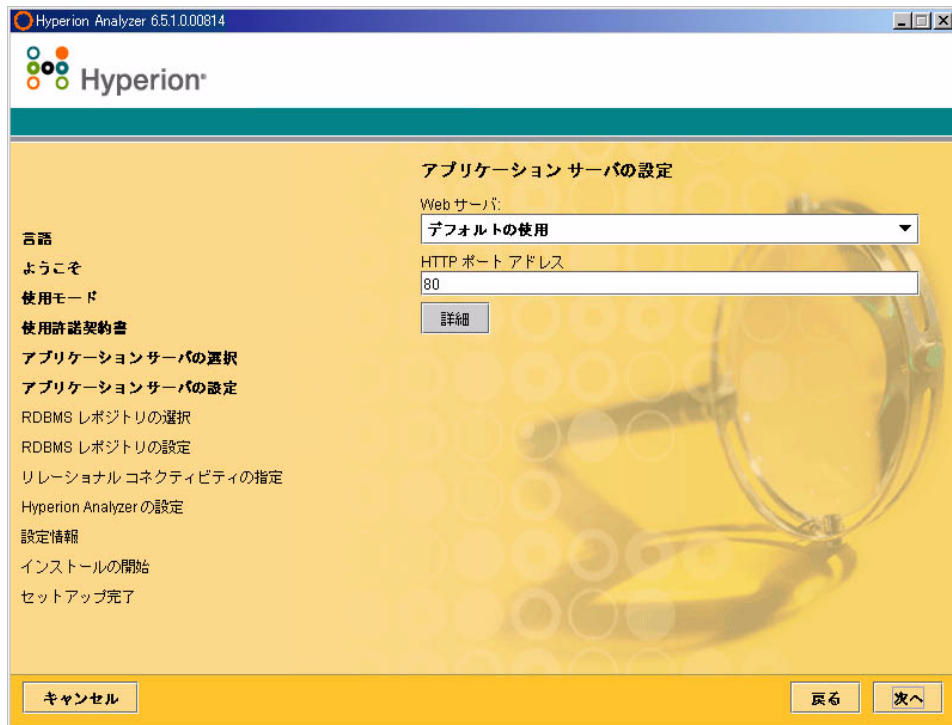 Hyperion Analyzer 6.5.1.0.00814
Hyperion
アプリケーション サーバの設定
Web サーバ:
デフォルトの使用
HTTP ポート アドレス
80
詳細
言語
ようこそ
使用モード
使用許諾契約書
アプリケーション サーバの選択
アプリケーション サーバの設定
RDBMS レポジトリの選択
RDBMS レポジトリの設定
リレーショナル コネクティビティの指定
Hyperion Analyzer の設定
設定情報
インストールの開始
セットアップ完了
キャンセル
戻る
次へ